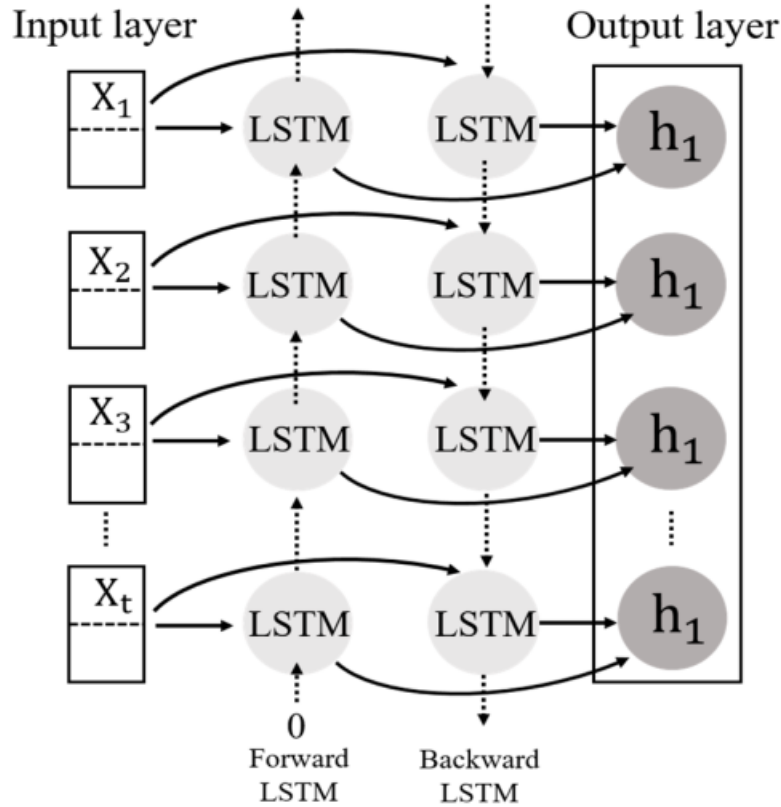 Input layer
Output layer
X₁
LSTM
LSTM
h₁
X₂
LSTM
LSTM
h₁
X₃
LSTM
LSTM
h₁
Xₜ
LSTM
LSTM
h₁
0
Forward
LSTM
Backward
LSTM